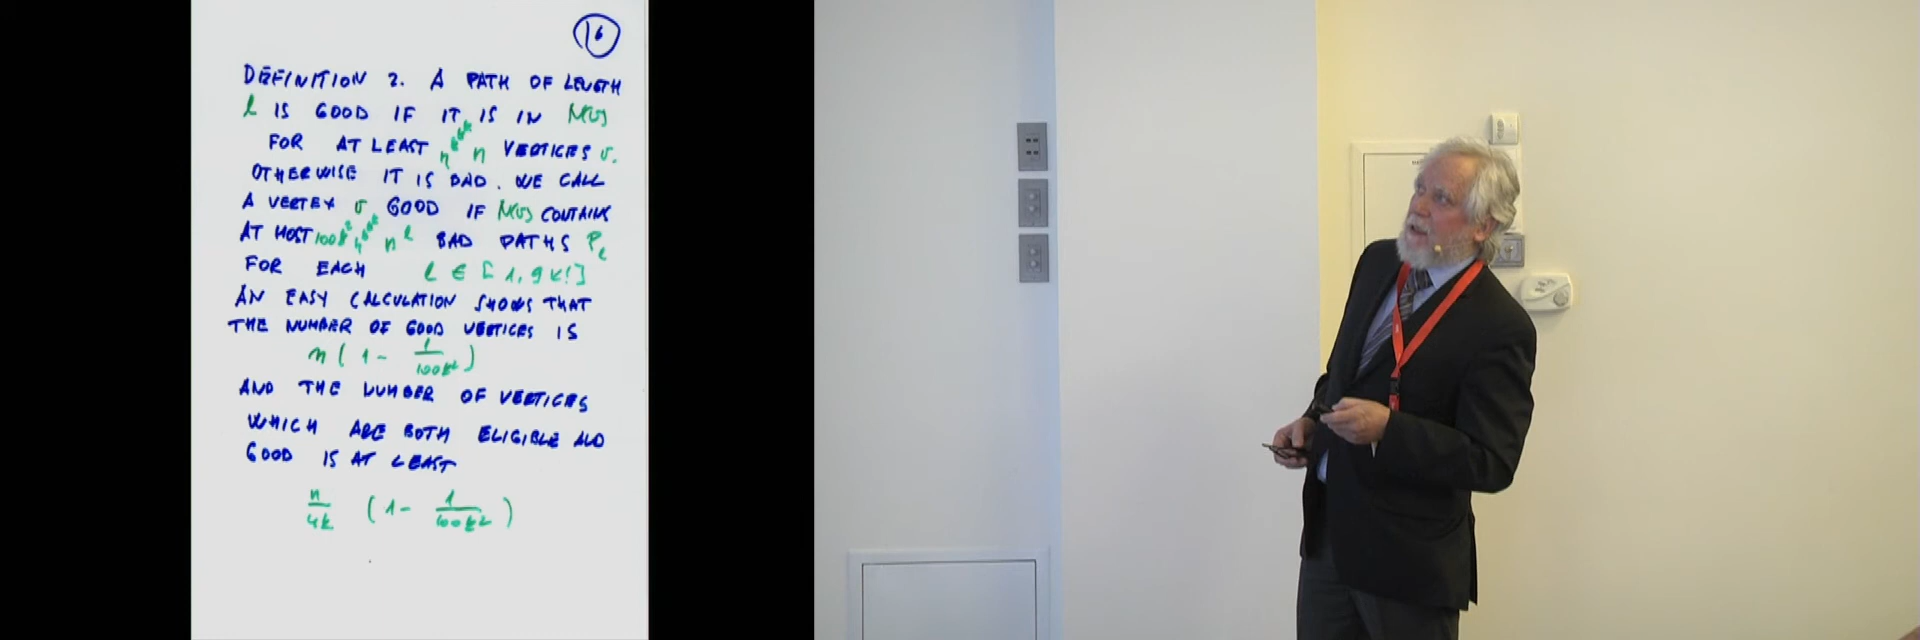 16
DEFINITION 2. A PATH OF LENGTH
l IS GOOD IF IT IS IN N(v)
FOR AT LEAST n VERTICES v.
OTHERWISE IT IS BAD. WE CALL
A VERTEX v GOOD IF N(v) CONTAINS
AT MOST 100k² n^l BAD PATHS P_l
FOR EACH l ∈ [1, 9k!]
AN EASY CALCULATION SHOWS THAT
THE NUMBER OF GOOD VERTICES IS
n(1 - 1/100k²)
AND THE NUMBER OF VERTICES
WHICH ARE BOTH ELIGIBLE AND
GOOD IS AT LEAST
n/4k (1 - 1/100k²)